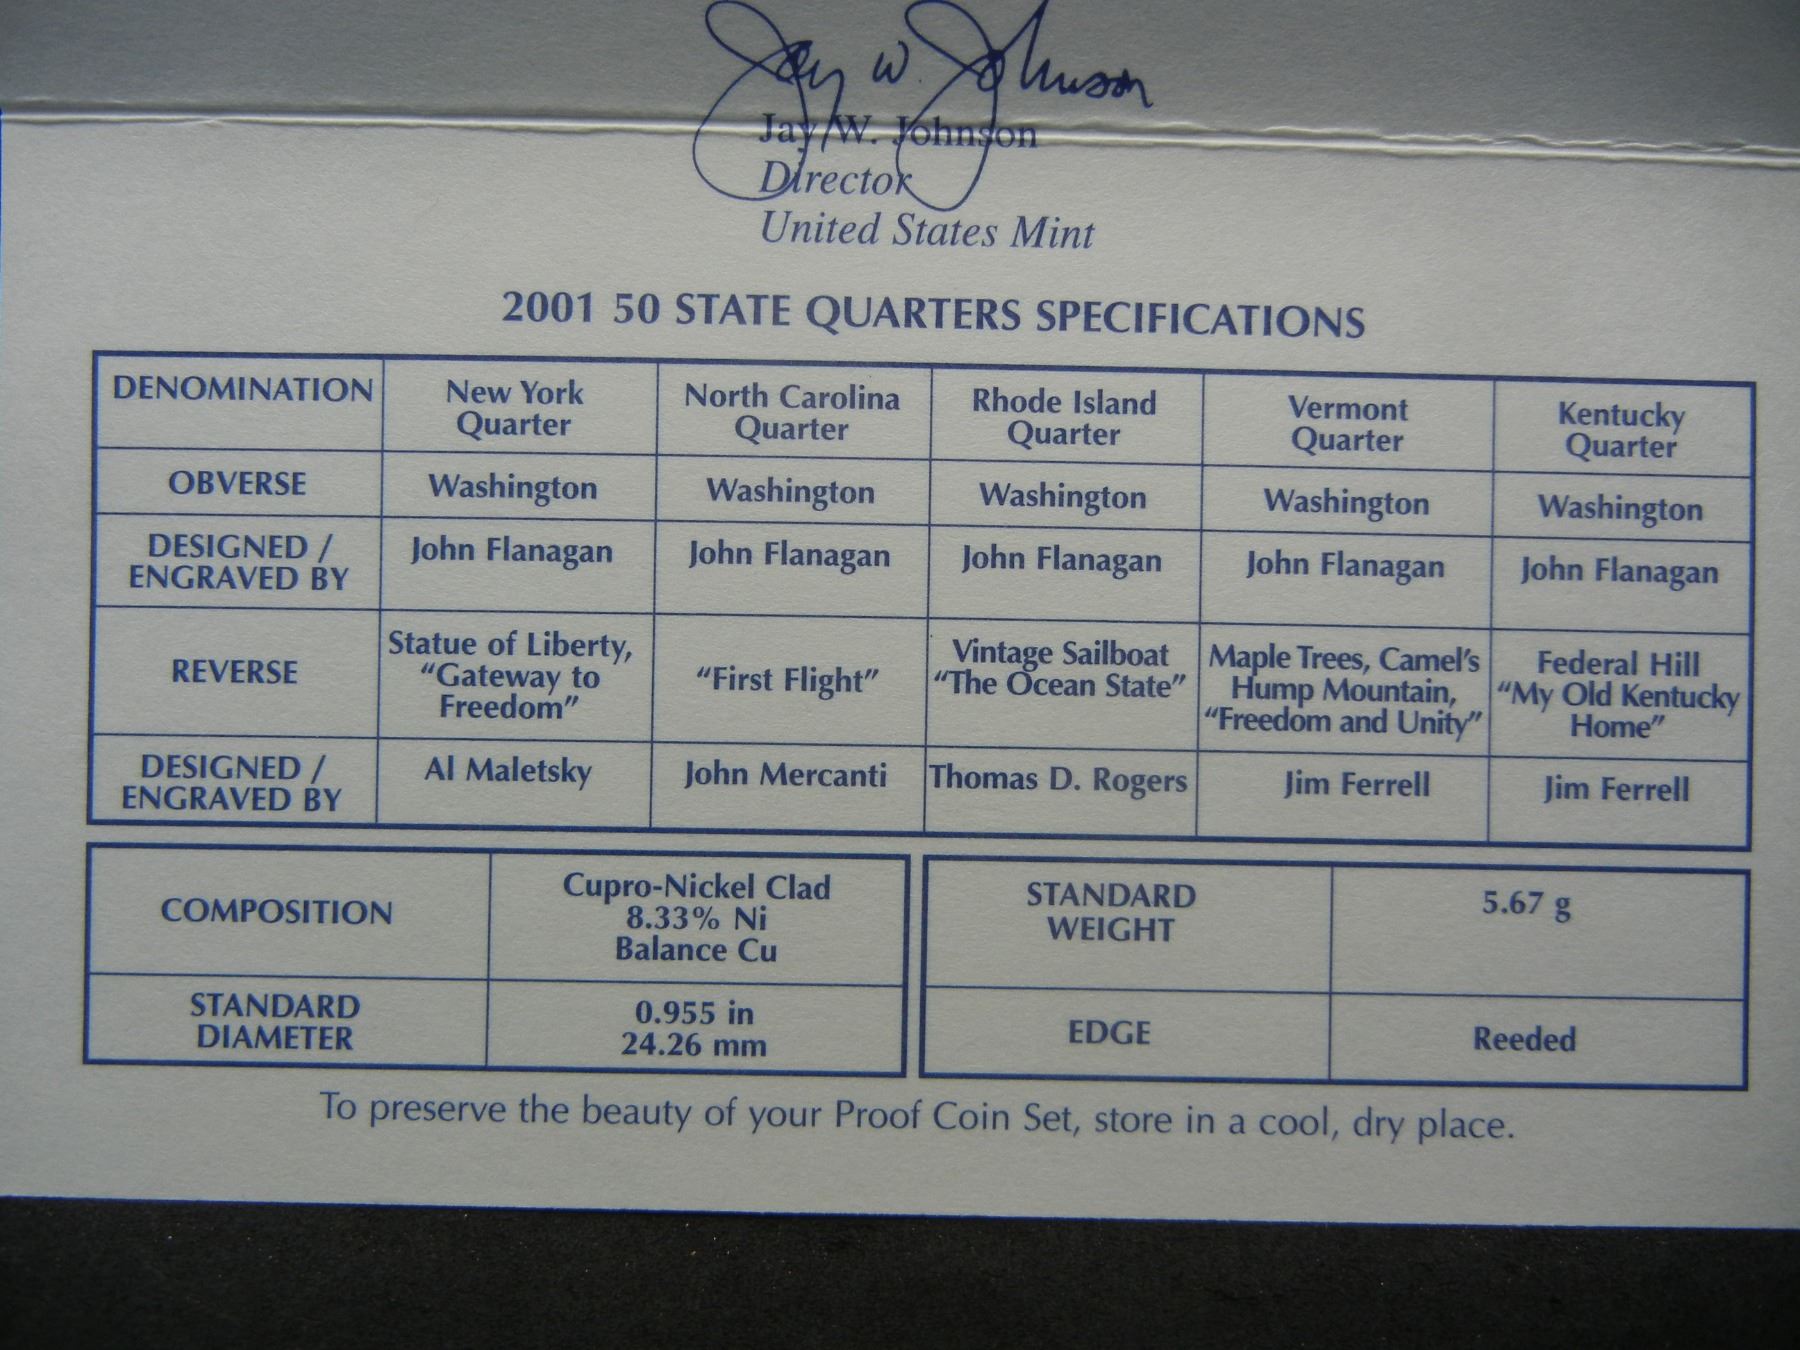 Jay W. Johnson
Jay W. Johnson
Director
United States Mint
2001 50 STATE QUARTERS SPECIFICATIONS
DENOMINATION
New York
Quarter
North Carolina
Quarter
Rhode Island
Quarter
Vermont
Quarter
Kentucky
Quarter
OBVERSE
Washington
Washington
Washington
Washington
Washington
DESIGNED /
ENGRAVED BY
John Flanagan
John Flanagan
John Flanagan
John Flanagan
John Flanagan
REVERSE
Statue of Liberty,
“Gateway to
Freedom”
“First Flight”
Vintage Sailboat
“The Ocean State”
Maple Trees, Camel’s
Hump Mountain,
“Freedom and Unity”
Federal Hill
“My Old Kentucky
Home”
DESIGNED /
ENGRAVED BY
Al Maletsky
John Mercanti
Thomas D. Rogers
Jim Ferrell
Jim Ferrell
COMPOSITION
Cupro-Nickel Clad
8.33% Ni
Balance Cu
STANDARD
WEIGHT
5.67 g
STANDARD
DIAMETER
0.955 in
24.26 mm
EDGE
Reeded
To preserve the beauty of your Proof Coin Set, store in a cool, dry place.